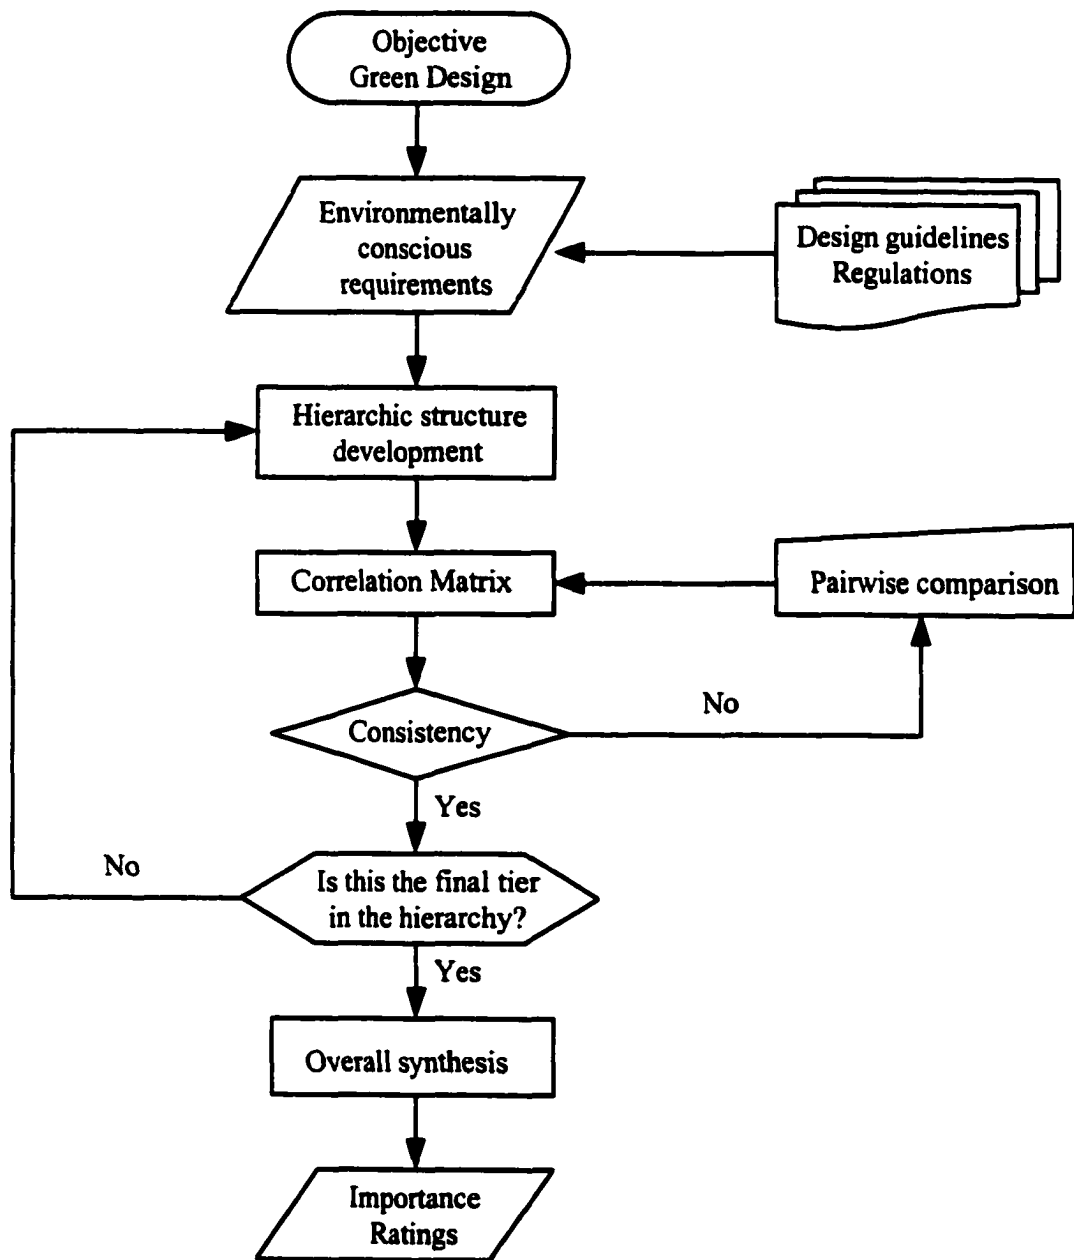 Objective
Green Design
Environmentally
conscious
requirements
Design guidelines
Regulations
Hierarchic structure
development
Correlation Matrix
Pairwise comparison
Consistency
No
Yes
No
Is this the final tier
in the hierarchy?
Yes
Overall synthesis
Importance
Ratings